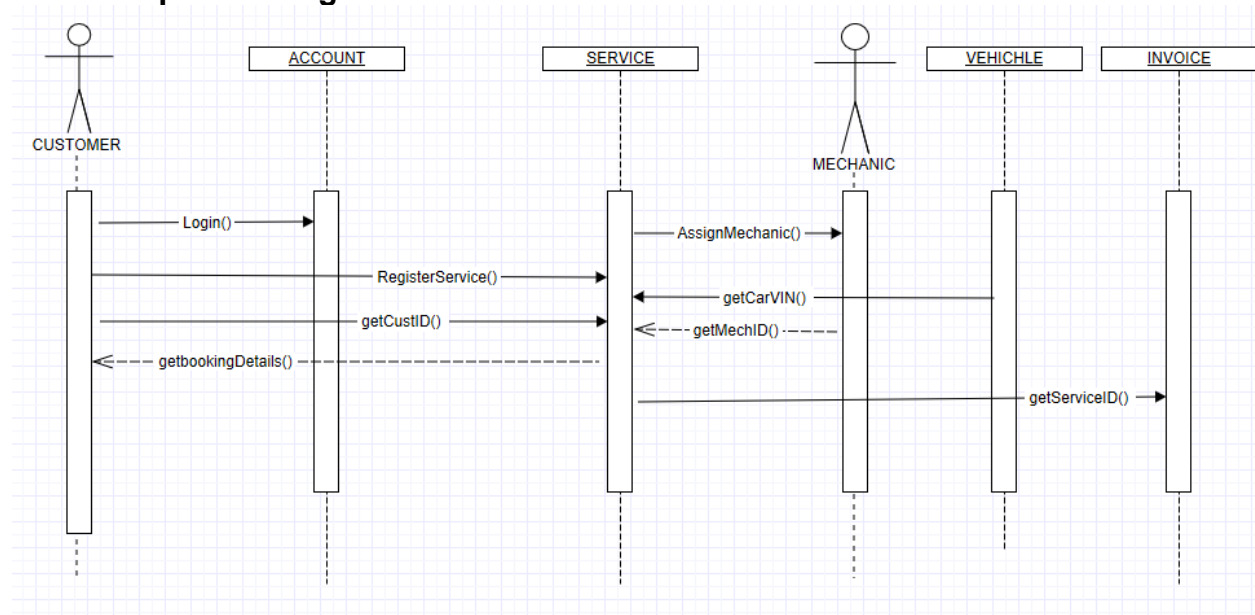 ACCOUNT
SERVICE
VEHICHLE
INVOICE
CUSTOMER
MECHANIC
Login()
AssignMechanic()
RegisterService()
getCarVIN()
getCustID()
getMechID()
getbookingDetails()
getServiceID()